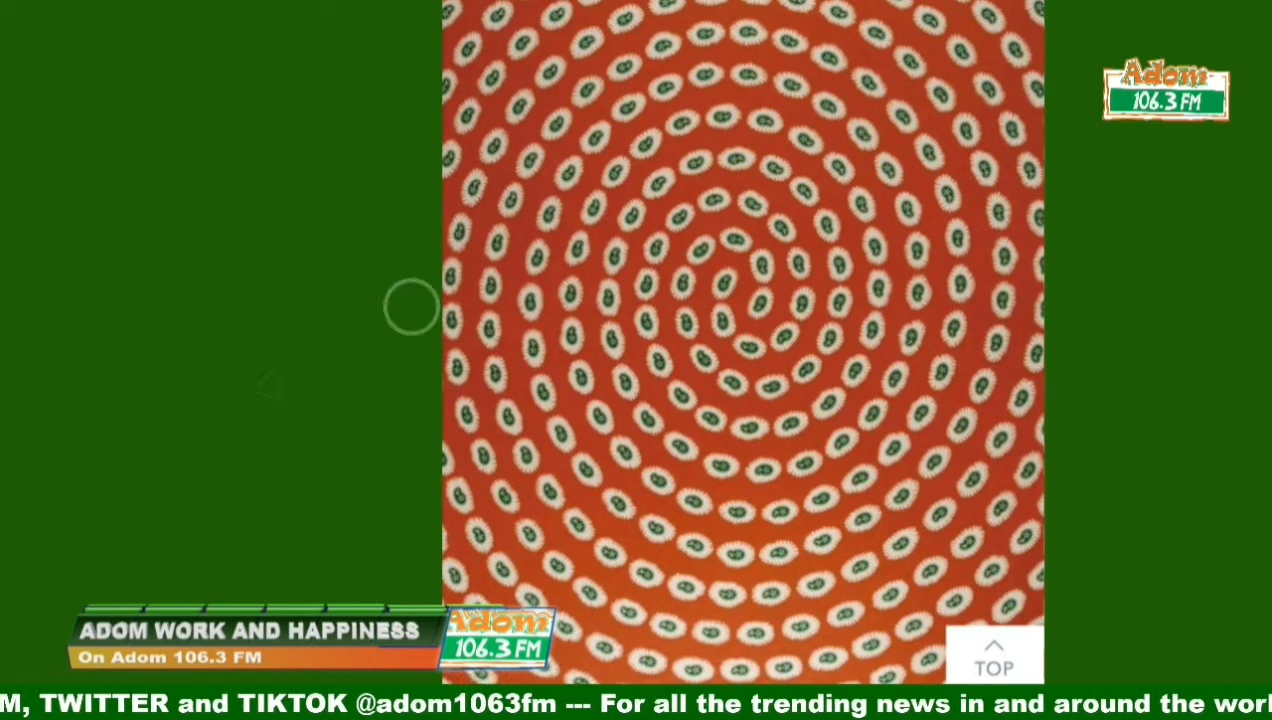 Adom
106.3 FM
ADOM WORK AND HAPPINESS
On Adom 106.3 FM
Adom
106.3 FM
TOP
M, TWITTER and TIKTOK @adom1063fm --- For all the trending news in and around the